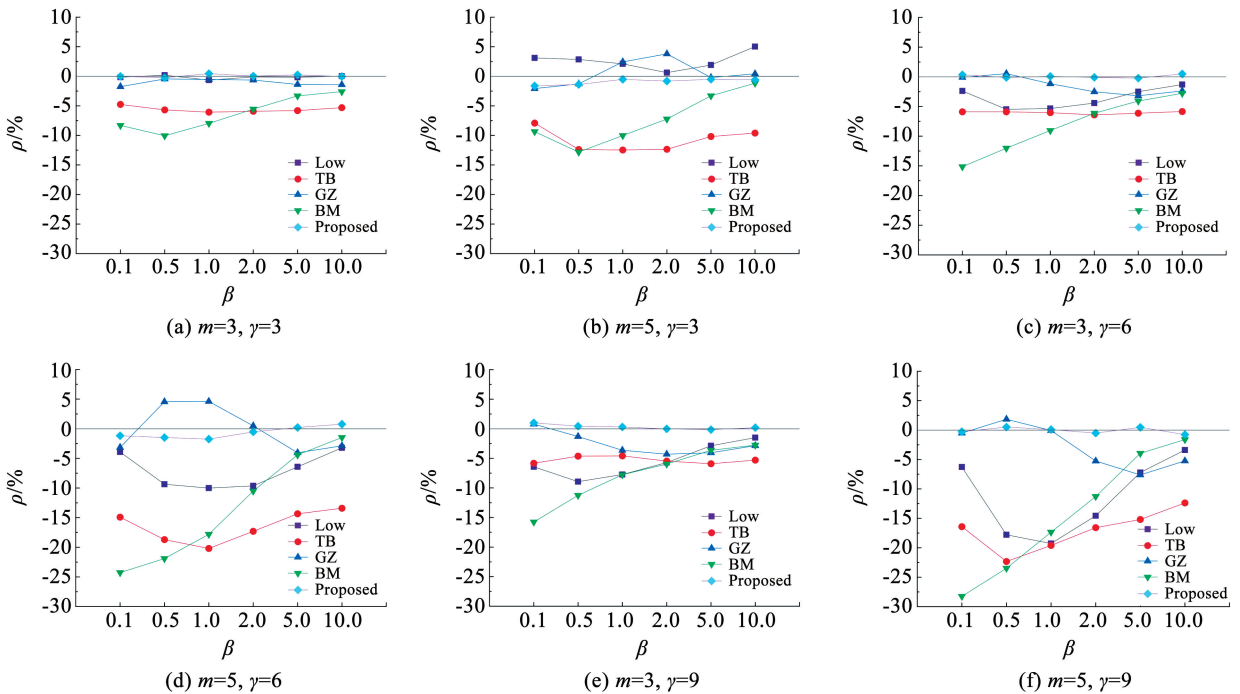 10
5
0
-5
-10
-15
-20
-25
-30
ρ/%
Low
TB
GZ
BM
Proposed
0.1 0.5 1.0 2.0 5.0 10.0
β
(a) m=3, γ=3
10
5
0
-5
-10
-15
-20
-25
-30
ρ/%
Low
TB
GZ
BM
Proposed
0.1 0.5 1.0 2.0 5.0 10.0
β
(b) m=5, γ=3
10
5
0
-5
-10
-15
-20
-25
-30
ρ/%
Low
TB
GZ
BM
Proposed
0.1 0.5 1.0 2.0 5.0 10.0
β
(c) m=3, γ=6
10
5
0
-5
-10
-15
-20
-25
-30
ρ/%
Low
TB
GZ
BM
Proposed
0.1 0.5 1.0 2.0 5.0 10.0
β
(d) m=5, γ=6
10
5
0
-5
-10
-15
-20
-25
-30
ρ/%
Low
TB
GZ
BM
Proposed
0.1 0.5 1.0 2.0 5.0 10.0
β
(e) m=3, γ=9
10
5
0
-5
-10
-15
-20
-25
-30
ρ/%
Low
TB
GZ
BM
Proposed
0.1 0.5 1.0 2.0 5.0 10.0
β
(f) m=5, γ=9